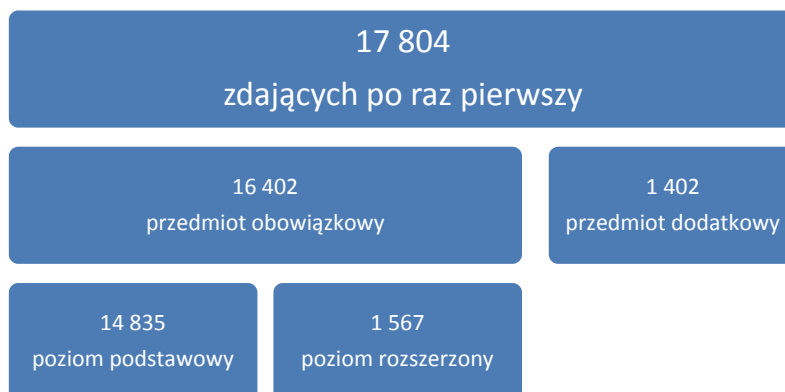 17 804
zdających po raz pierwszy
16 402
przedmiot obowiązkowy
1 402
przedmiot dodatkowy
14 835
poziom podstawowy
1 567
poziom rozszerzony